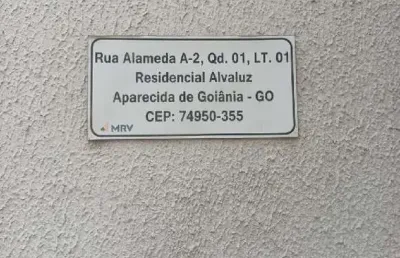 Rua Alameda A-2, Qd. 01, LT. 01
Residencial Alvaluz
Aparecida de Goiânia - GO
CEP: 74950-355
MRV